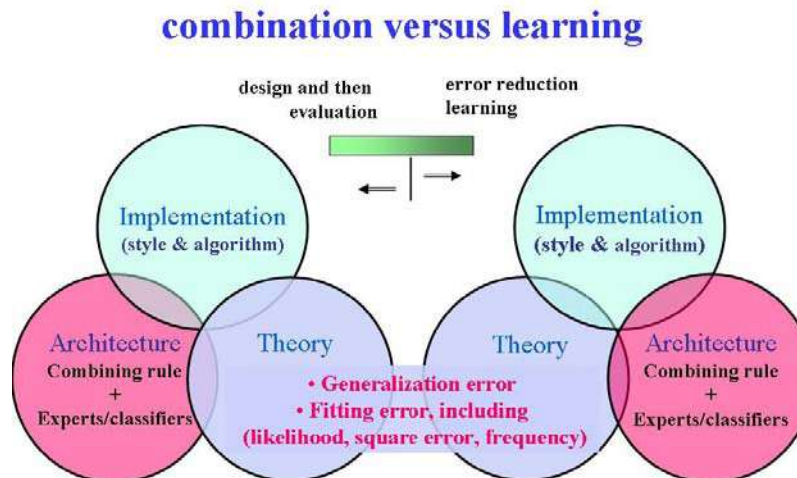 combination versus learning
design and then
evaluation
error reduction
learning
Implementation
(style & algorithm)
Implementation
(style & algorithm)
Architecture
Combining rule
+
Experts/classifiers
Theory
Theory
Architecture
Combining rule
+
Experts/classifiers
• Generalization error
• Fitting error, including
(likelihood, square error, frequency)